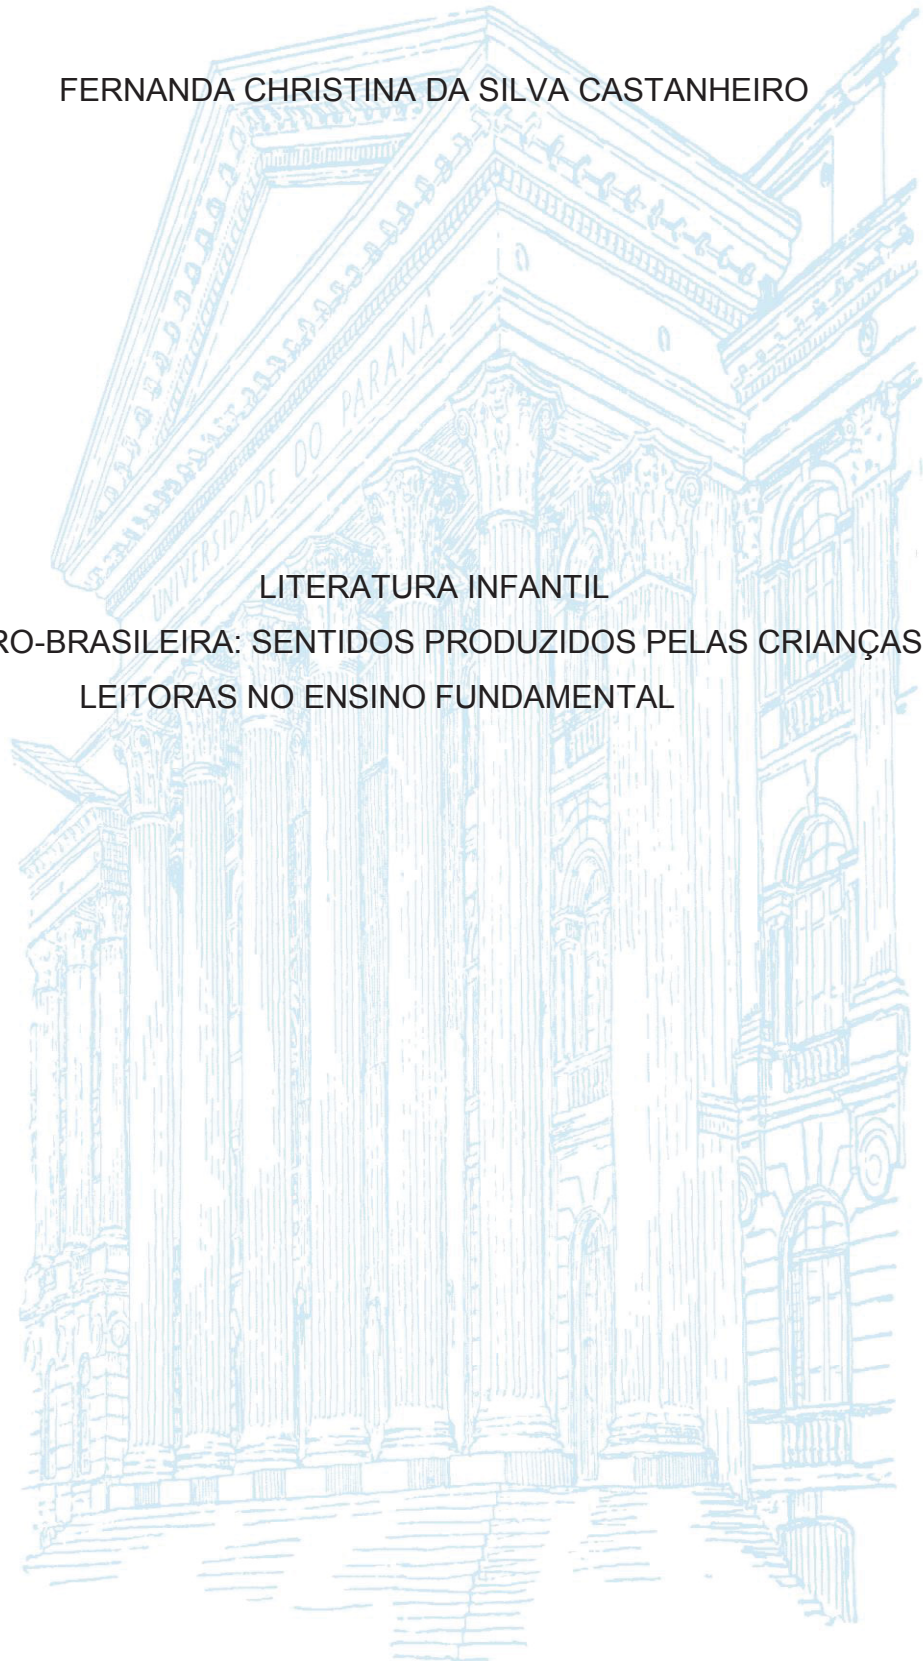 FERNANDA CHRISTINA DA SILVA CASTANHEIRO
UNIVERSIDADE DO PARANÁ
LITERATURA INFANTIL
RO-BRASILEIRA: SENTIDOS PRODUZIDOS PELAS CRIANÇAS
LEITORAS NO ENSINO FUNDAMENTAL